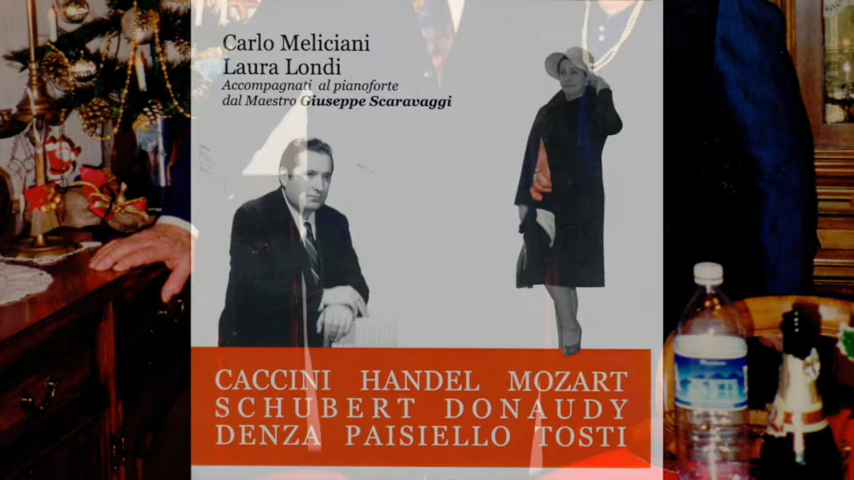 Carlo Meliciani
Laura Londi
Accompagnati al pianoforte
dal Maestro Giuseppe Scaravaggi
CACCINI HANDEL MOZART
SCHUBERT DONAUDY
DENZA PAISIELLO TOSTI